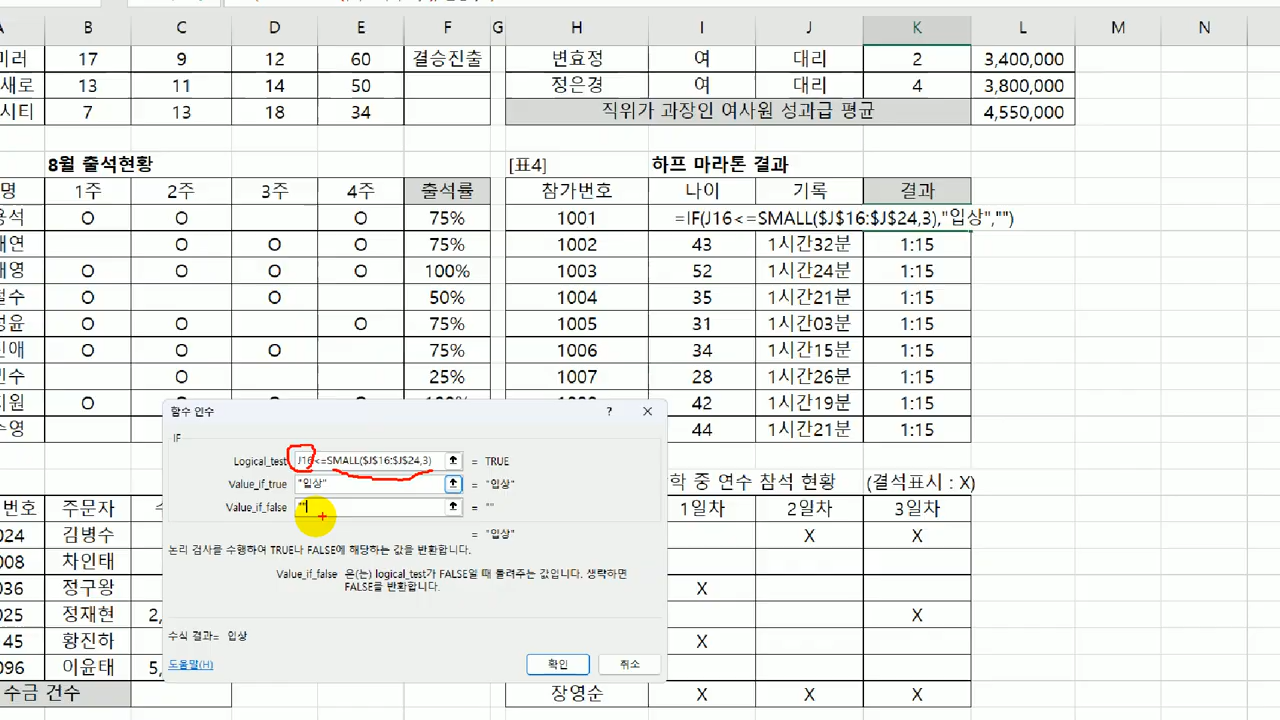 A B C D E F G H I J K L M N
미러 17 9 12 60 결승진출 변효정 여 대리 2 3,400,000
새로 13 11 14 50 정은경 여 대리 4 3,800,000
시티 7 13 18 34 직위가 과장인 여사원 성과급 평균 4,550,000
8월 출석현황 [표4] 하프 마라톤 결과
명 1주 2주 3주 4주 출석률 참가번호 나이 기록 결과
용석 O O O 75% 1001 =IF(J16<=SMALL($J$16:$J$24,3),"입상","")
O O O 75% 1002 43 1시간32분 1:15
O O O O 100% 1003 52 1시간24분 1:15
O O 50% 1004 35 1시간21분 1:15
O O O 75% 1005 31 1시간03분 1:15
O O O 75% 1006 34 1시간15분 1:15
O 25% 1007 28 1시간26분 1:15
지원 O 42 1시간19분 1:15
44 1시간21분 1:15
함수 인수 ? ×
IF
Logical_test J16<=SMALL($J$16:$J$24,3) = TRUE
Value_if_true "입상" = "입상"
Value_if_false "" = ""
= "입상"
논리 검사를 수행하여 TRUE나 FALSE에 해당하는 값을 반환합니다.
Value_if_false 은(는) logical_test가 FALSE일 때 돌려주는 값입니다. 생략하면
FALSE를 반환합니다.
수식 결과= 입상
도움말(H) 확인 취소
학 중 연수 참석 현황 (결석표시 : X)
번호 주문자 1일차 2일차 3일차
024 김병수 X X
008 차인태
036 정구왕 X
025 정재현 2, X
45 황진하 X
096 이윤태 5,
수금 건수 장영순 X X X